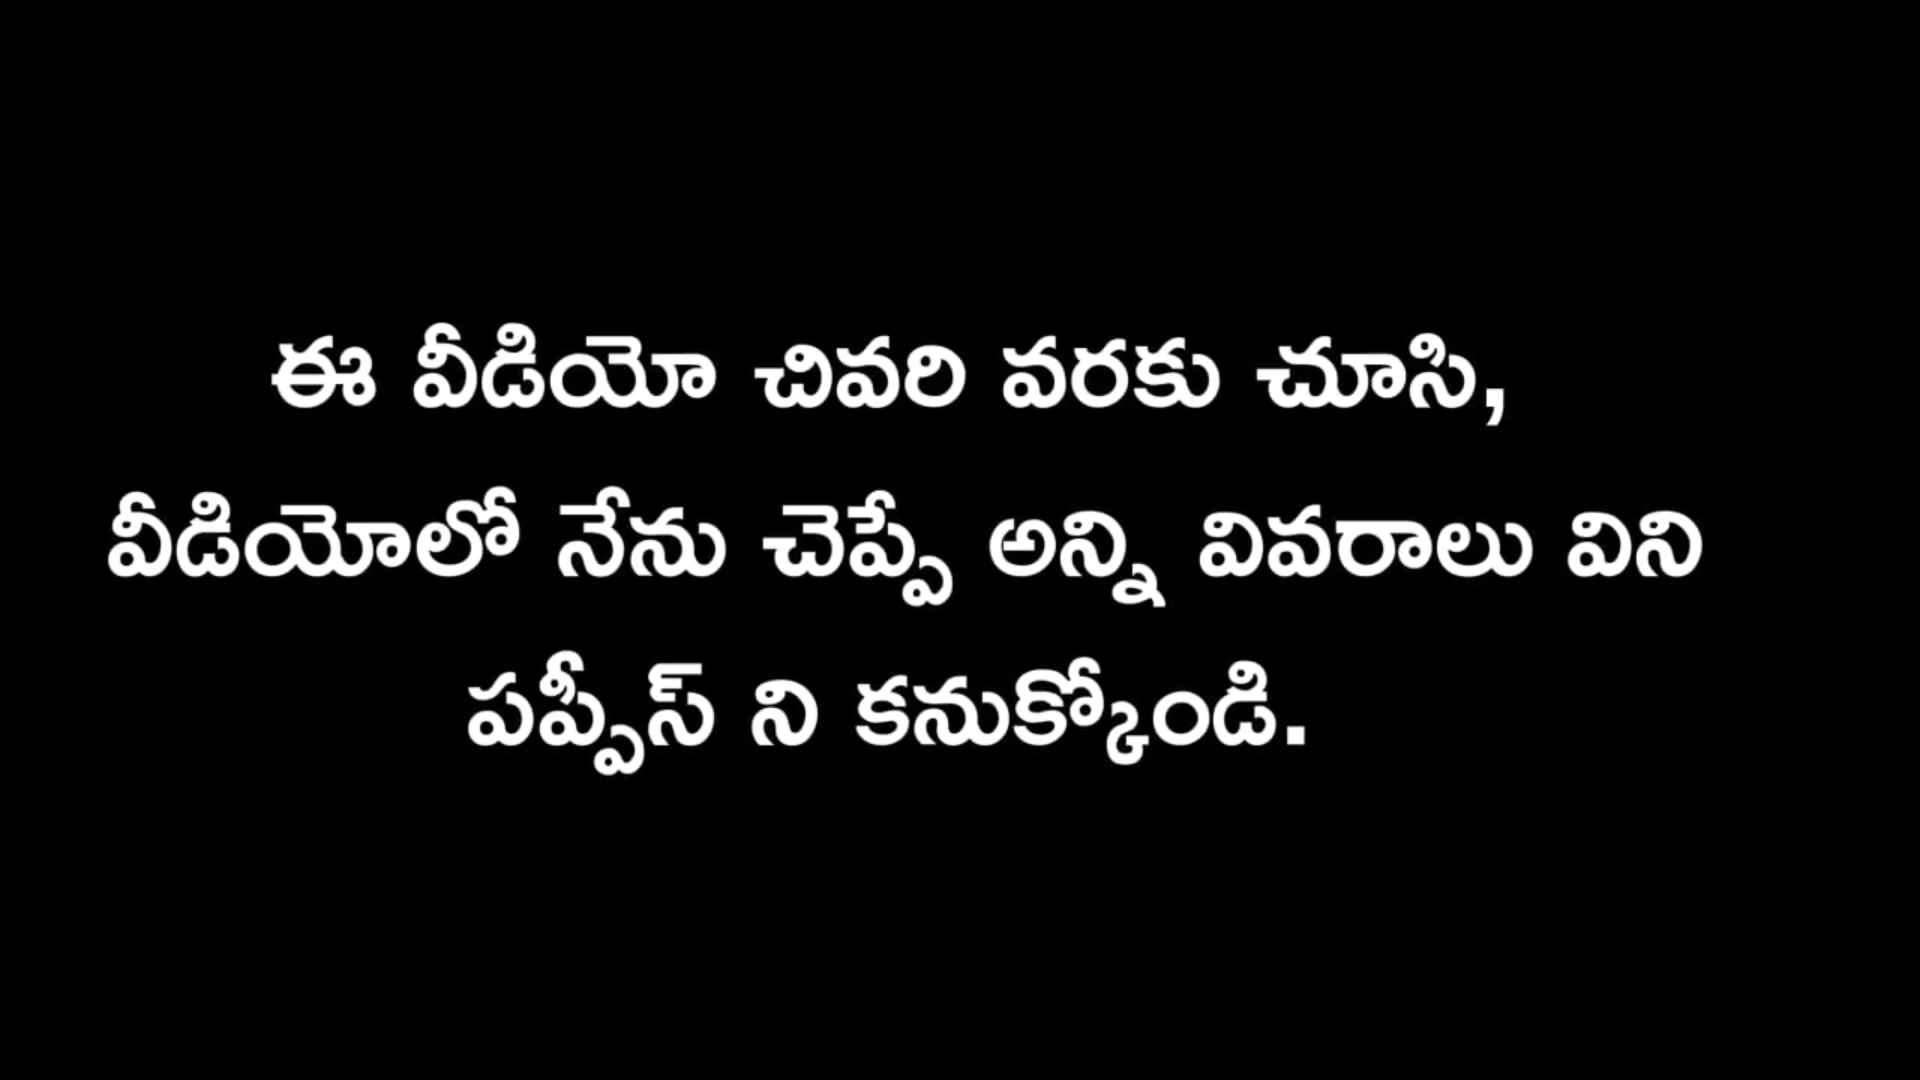 ఈ వీడియో చివరి వరకు చూసి,
వీడియోలో నేను చెప్పే అన్ని వివరాలు విని
పప్పీస్ ని కనుక్కోండి.